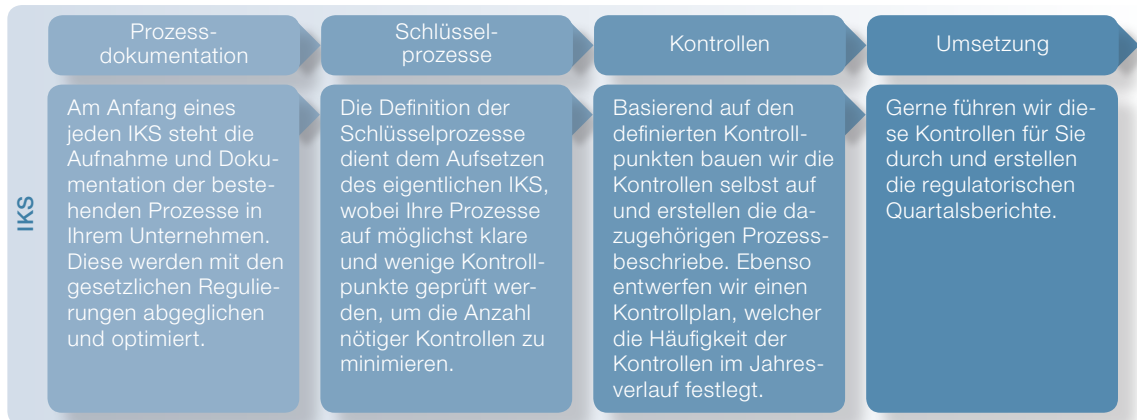 IKS
Prozess-
dokumentation
Am Anfang eines
jeden IKS steht die
Aufnahme und Doku-
mentation der beste-
henden Prozesse in
Ihrem Unternehmen.
Diese werden mit den
gesetzlichen Regulie-
rungen abgeglichen
und optimiert.
Schlüssel-
prozesse
Die Definition der
Schlüsselprozesse
dient dem Aufsetzen
des eigentlichen IKS,
wobei Ihre Prozesse
auf möglichst klare
und wenige Kontroll-
punkte geprüft wer-
den, um die Anzahl
nötiger Kontrollen zu
minimieren.
Kontrollen
Basierend auf den
definierten Kontroll-
punkten bauen wir die
Kontrollen selbst auf
und erstellen die da-
zugehörigen Prozess-
beschriebe. Ebenso
entwerfen wir einen
Kontrollplan, welcher
die Häufigkeit der
Kontrollen im Jahres-
verlauf festlegt.
Umsetzung
Gerne führen wir die-
se Kontrollen für Sie
durch und erstellen
die regulatorischen
Quartalsberichte.